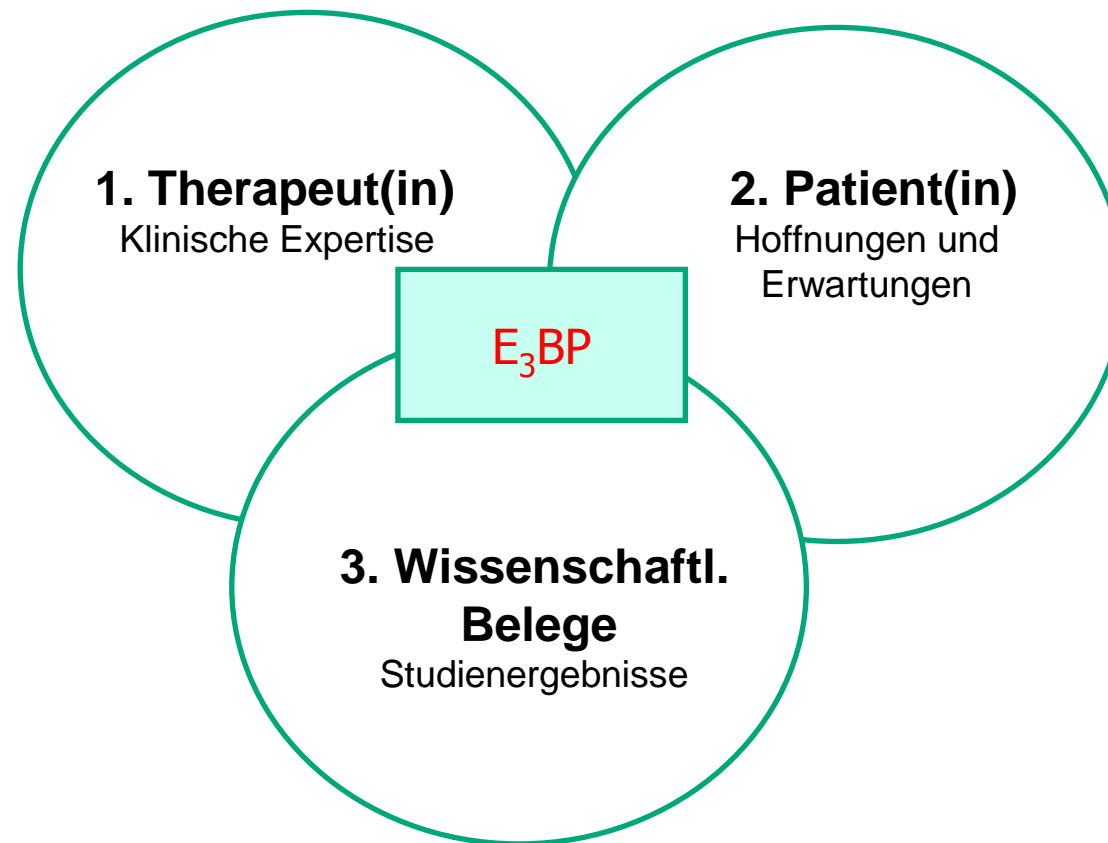 1. Therapeut(in)
Klinische Expertise
2. Patient(in)
Hoffnungen und
Erwartungen
E₃BP
3. Wissenschaftl.
Belege
Studienergebnisse